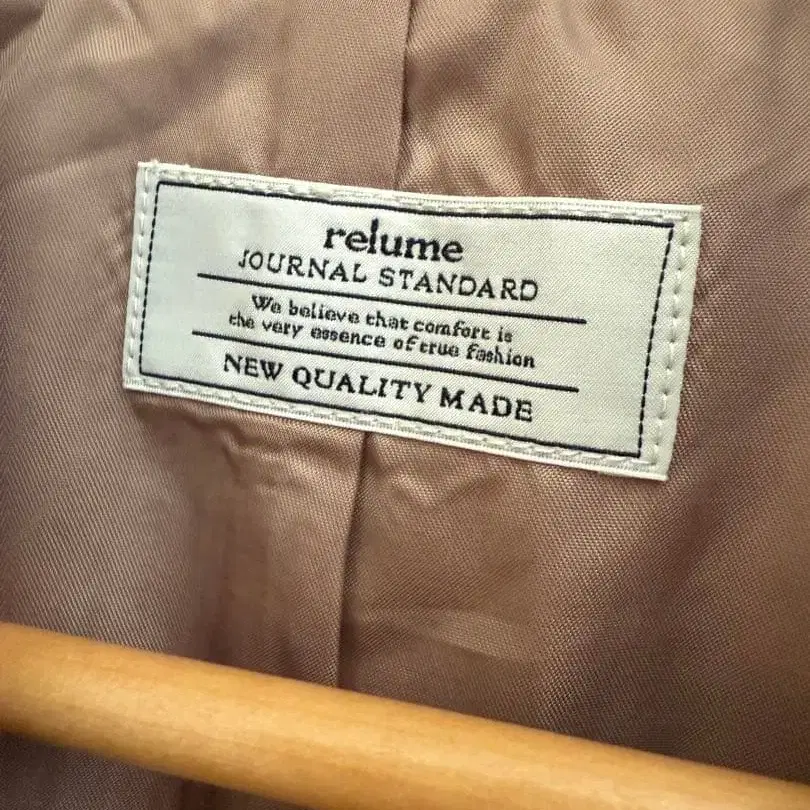 relume
JOURNAL STANDARD
We believe that comfort is
the very essence of true fashion
NEW QUALITY MADE